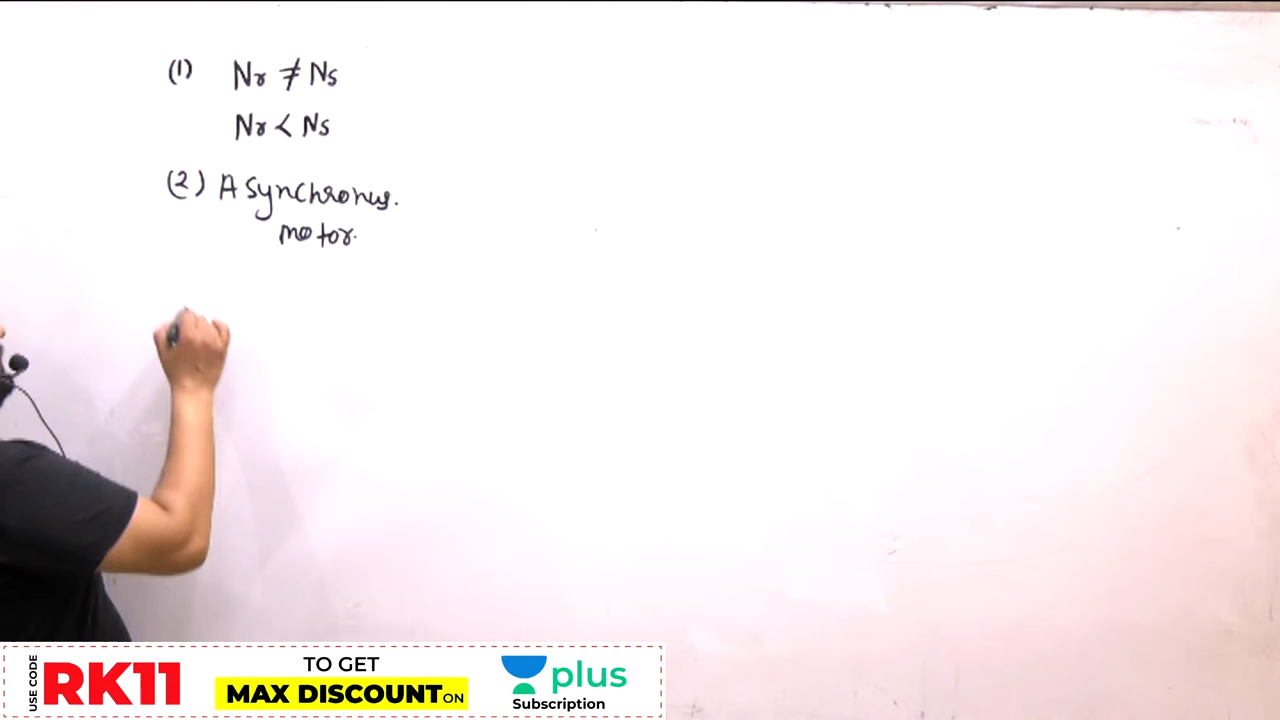 (1) Nr ≠ Ns
Nr < Ns
(2) Asynchronus.
motor.
USE CODE
RK11
TO GET
MAX DISCOUNT ON
plus
Subscription